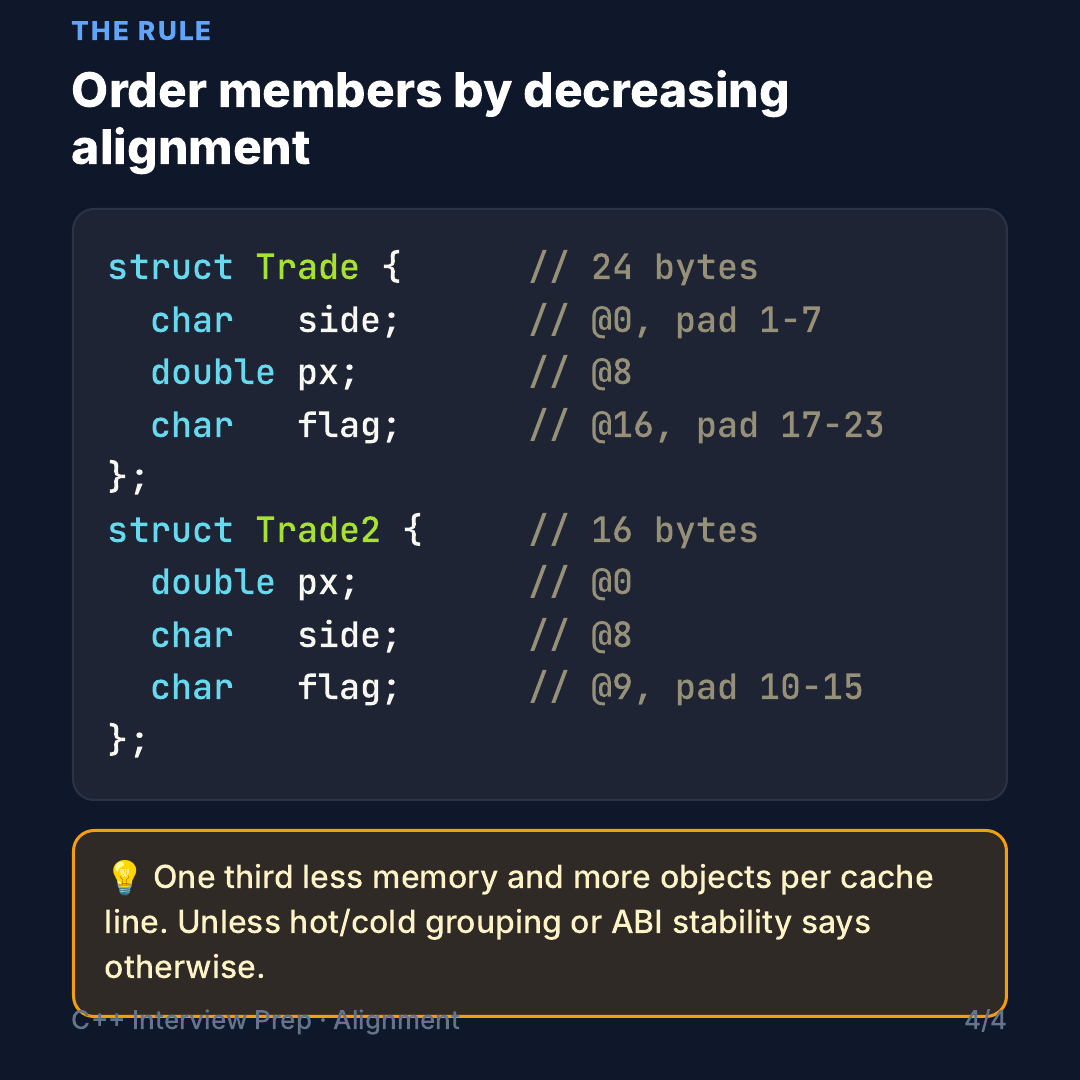 THE RULE
Order members by decreasing
alignment
struct Trade {      // 24 bytes
  char   side;      // @0, pad 1-7
  double px;        // @8
  char   flag;      // @16, pad 17-23
};
struct Trade2 {     // 16 bytes
  double px;        // @0
  char   side;      // @8
  char   flag;      // @9, pad 10-15
};
💡 One third less memory and more objects per cache
line. Unless hot/cold grouping or ABI stability says
otherwise.
C++ Interview Prep · Alignment 4/4